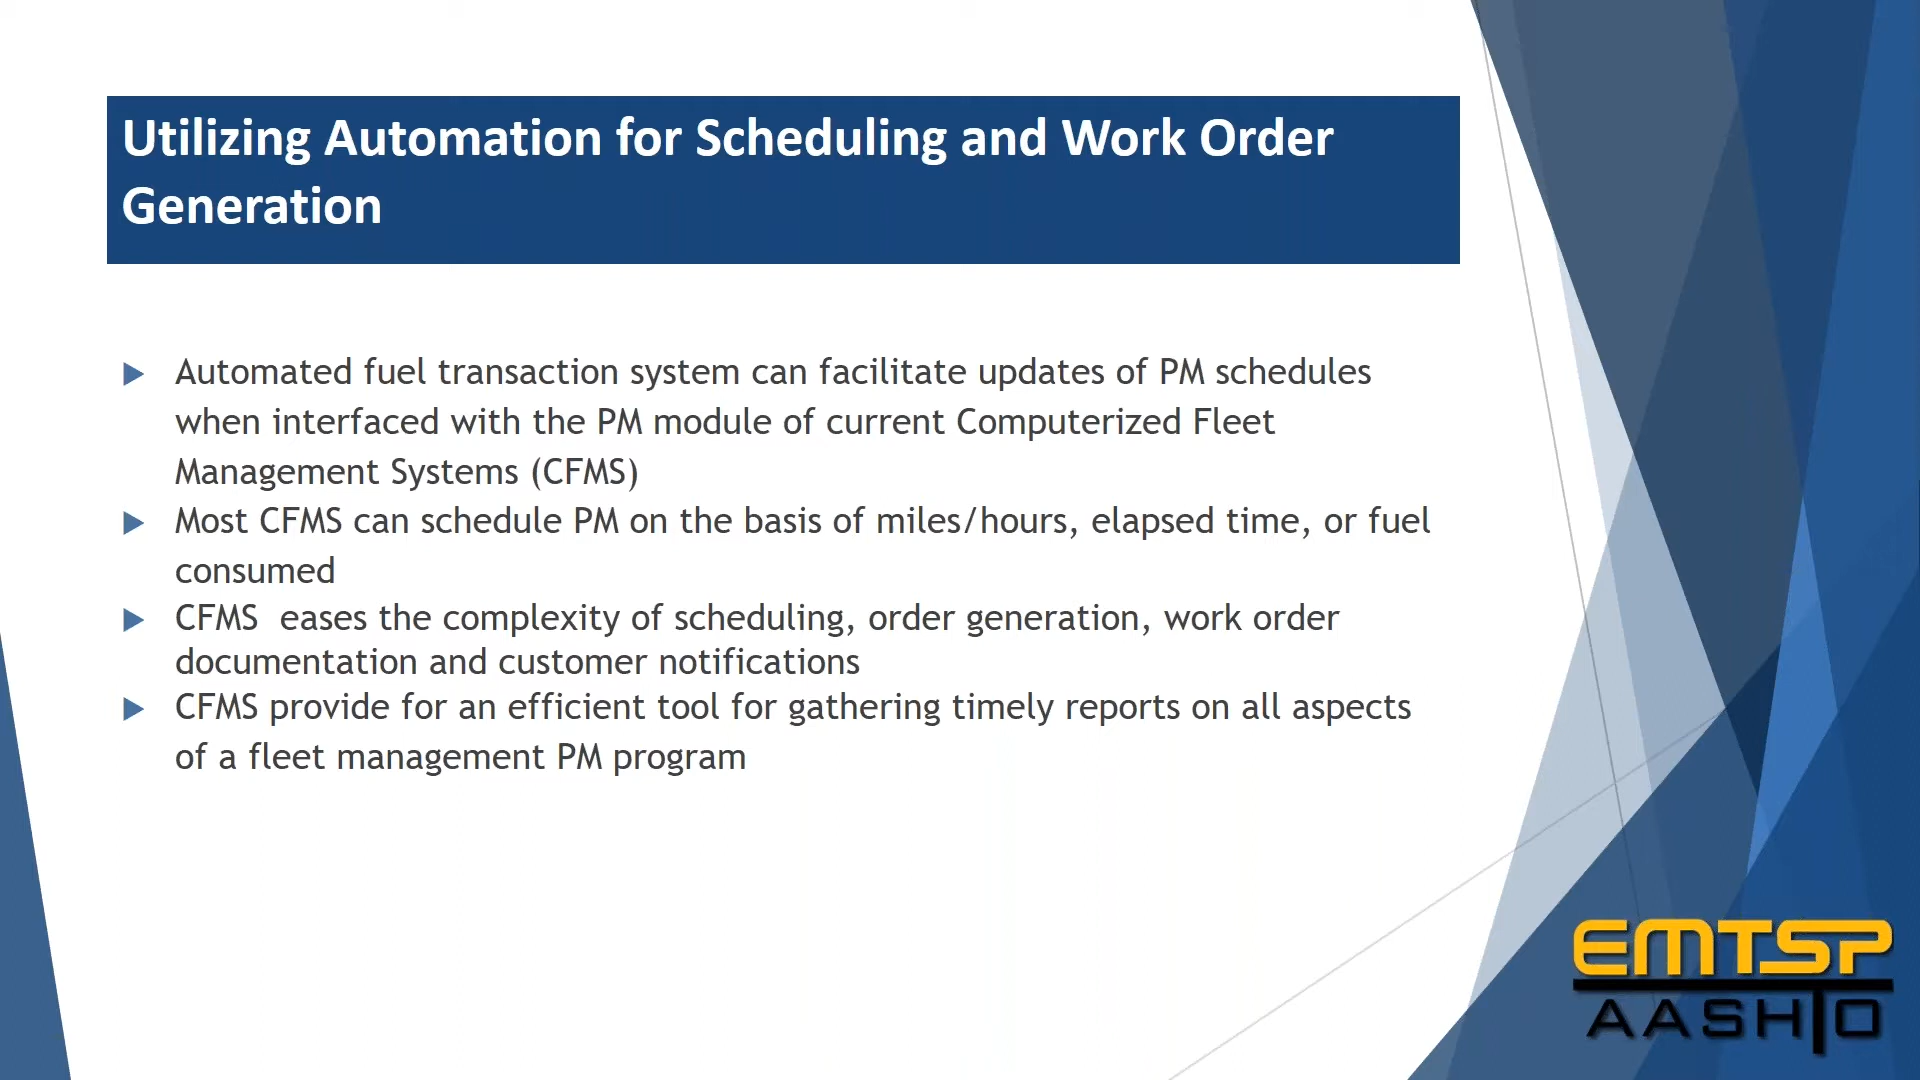 Utilizing Automation for Scheduling and Work Order
Generation
Automated fuel transaction system can facilitate updates of PM schedules
when interfaced with the PM module of current Computerized Fleet
Management Systems (CFMS)
Most CFMS can schedule PM on the basis of miles/hours, elapsed time, or fuel
consumed
CFMS  eases the complexity of scheduling, order generation, work order
documentation and customer notifications
CFMS provide for an efficient tool for gathering timely reports on all aspects
of a fleet management PM program
EMTSP
AASHTO